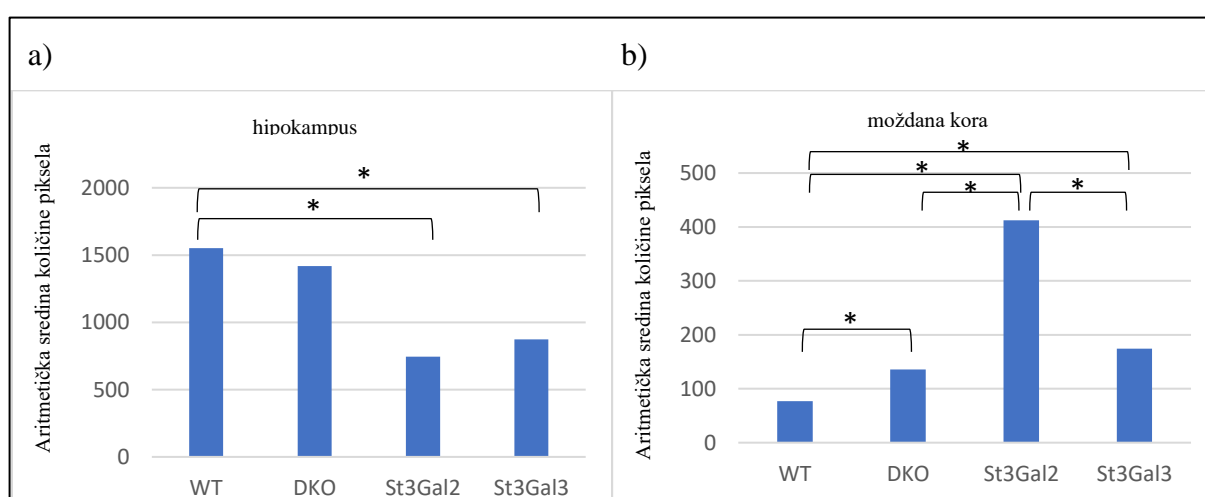 a)
hipokampus
Aritmetička sredina količine piksela
2000
1500
1000
500
0
*
*
WT DKO St3Gal2 St3Gal3
b)
moždana kora
Aritmetička sredina količine piksela
500
400
300
200
100
0
*
*
* *
*
WT DKO St3Gal2 St3Gal3